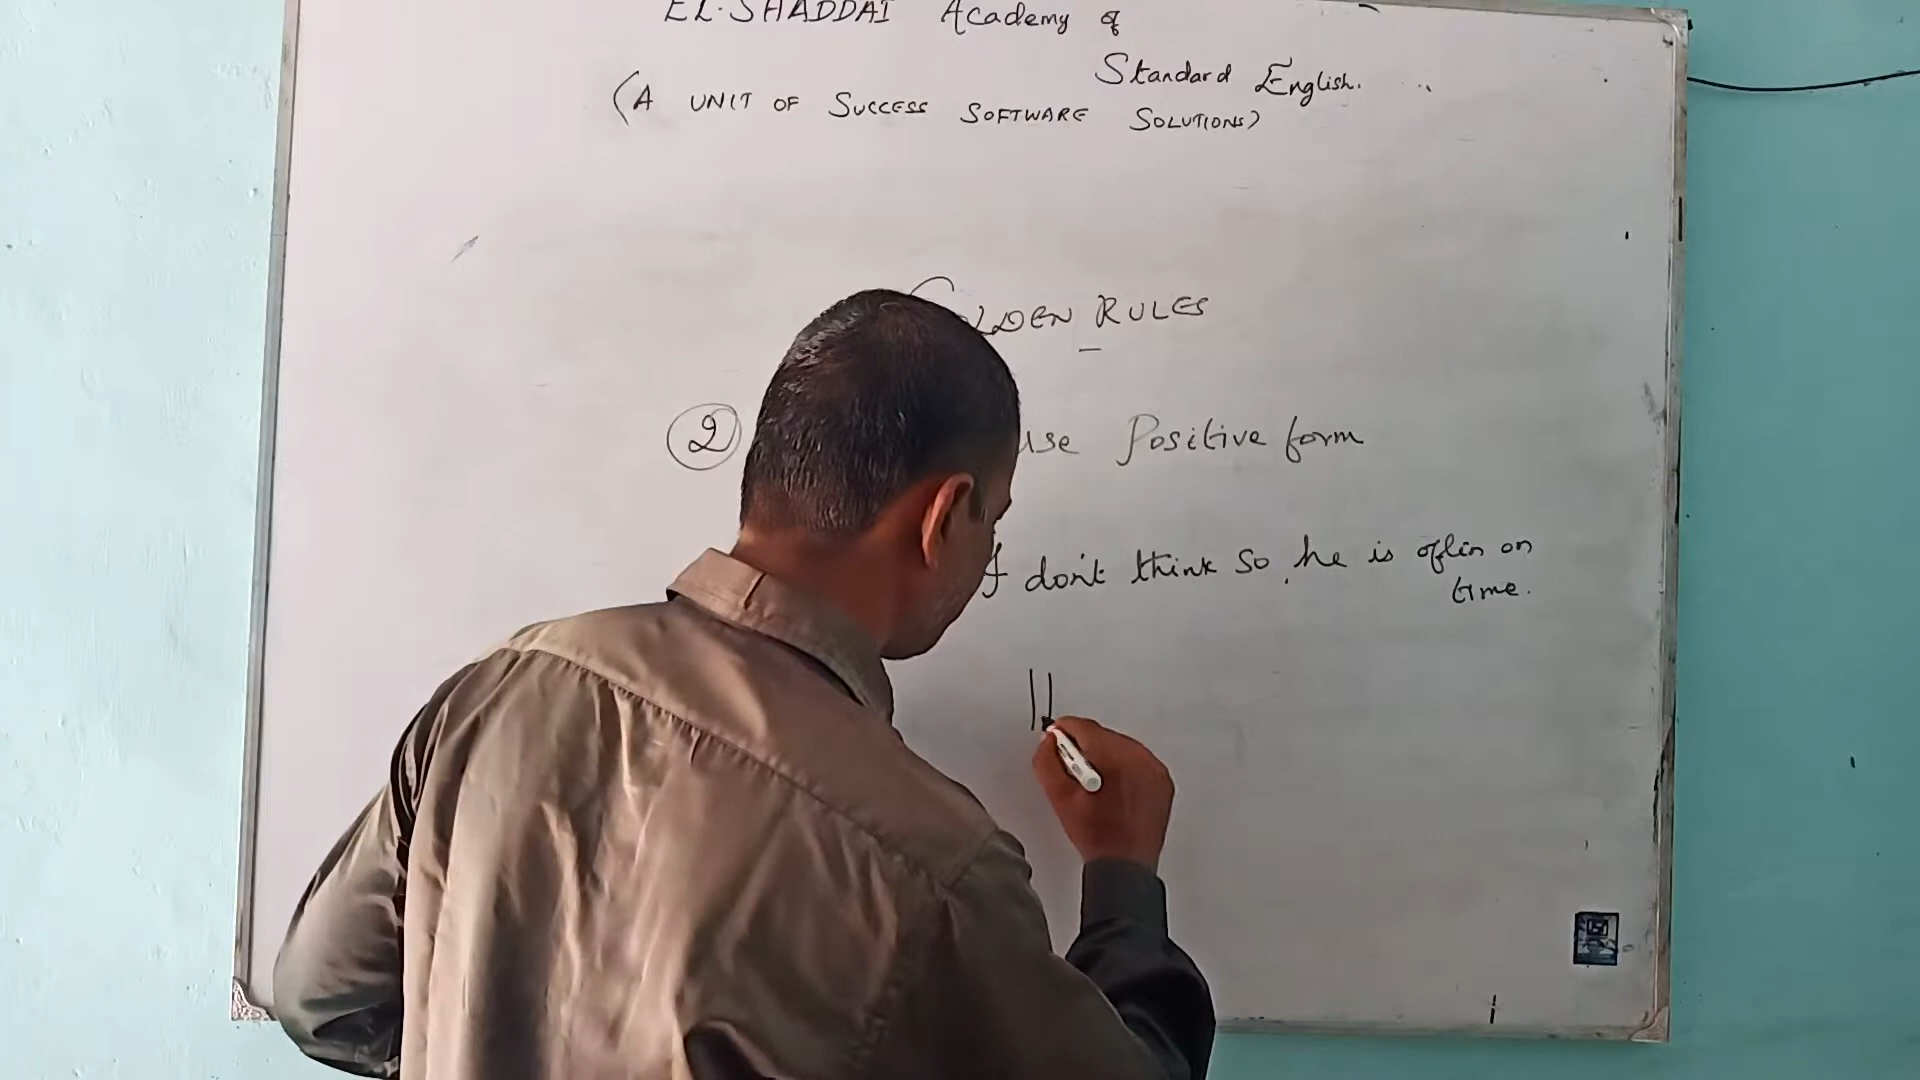 EL-SHADDAI Academy of
Standard English.
(A UNIT OF SUCCESS SOFTWARE SOLUTIONS)
GOLDEN RULES
2 use Positive form
I don't think so, he is often on
time.